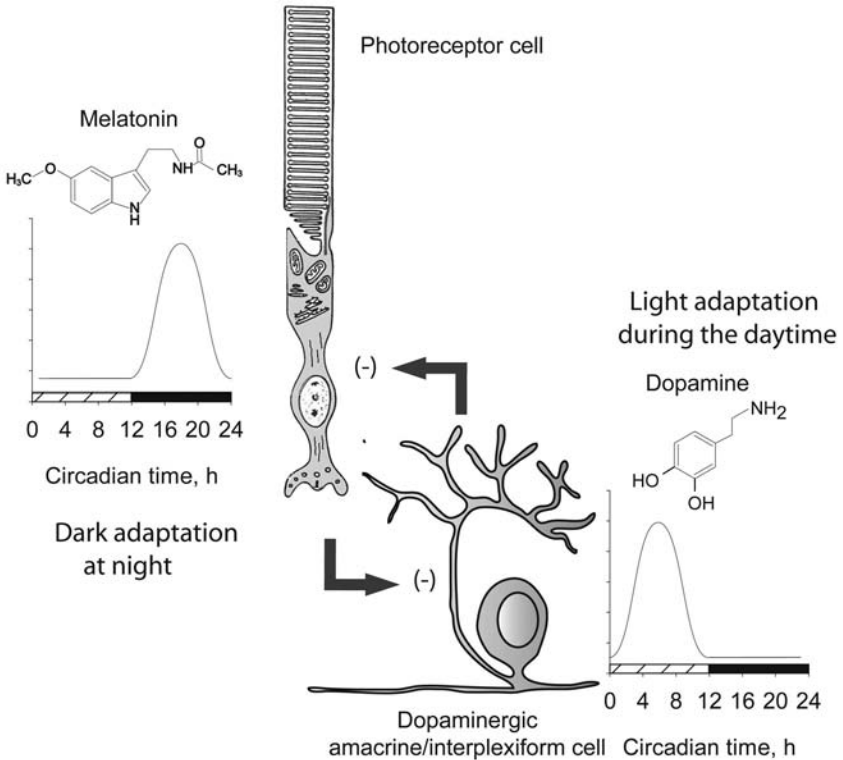 Photoreceptor cell
Melatonin
H₃C
O
N
H
NH
O
CH₃
0 4 8 12 16 20 24
Circadian time, h
Dark adaptation
at night
(-)
(-)
Light adaptation
during the daytime
Dopamine
NH₂
HO
OH
0 4 8 12 16 20 24
Circadian time, h
Dopaminergic
amacrine/interplexiform cell